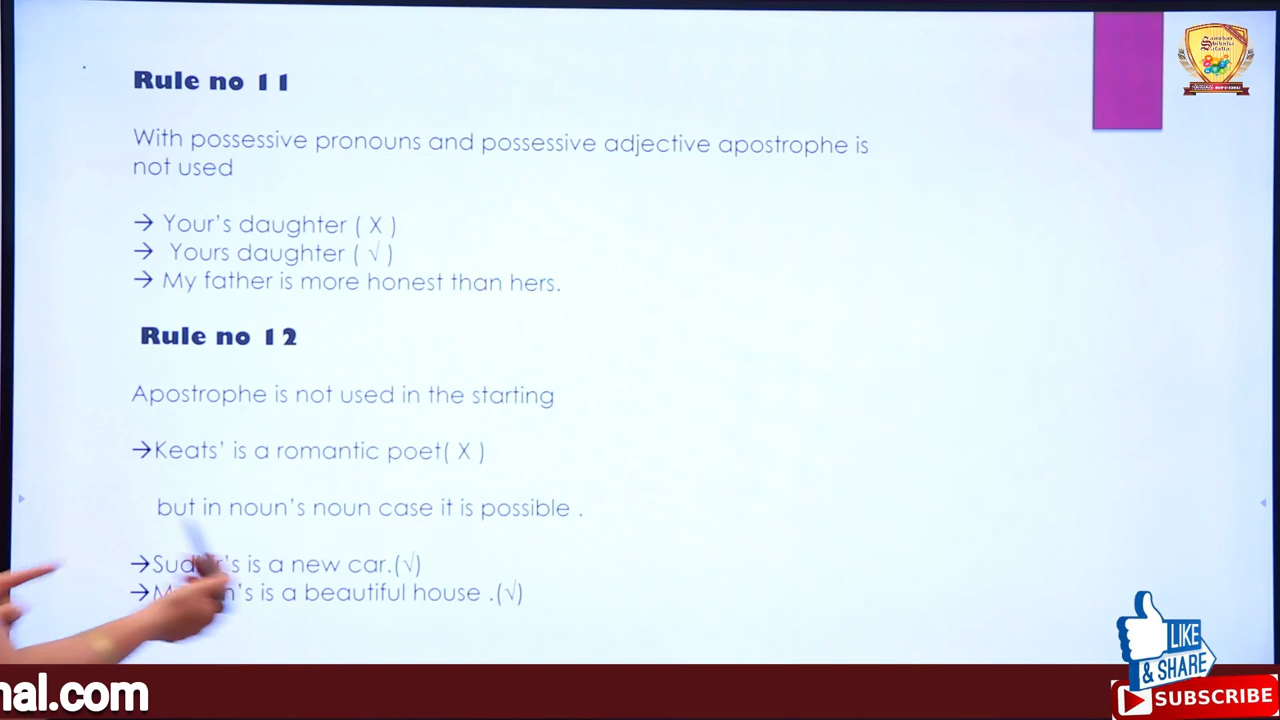 Rule no 11
With possessive pronouns and possessive adjective apostrophe is
not used
→ Your's daughter ( X )
→ Yours daughter ( √ )
→ My father is more honest than hers.
Rule no 12
Apostrophe is not used in the starting
→Keats' is a romantic poet( X )
but in noun's noun case it is possible .
→ is a new car.(√)
→ is a beautiful house .(√)
LIKE
& SHARE
nal.com
SUBSCRIBE